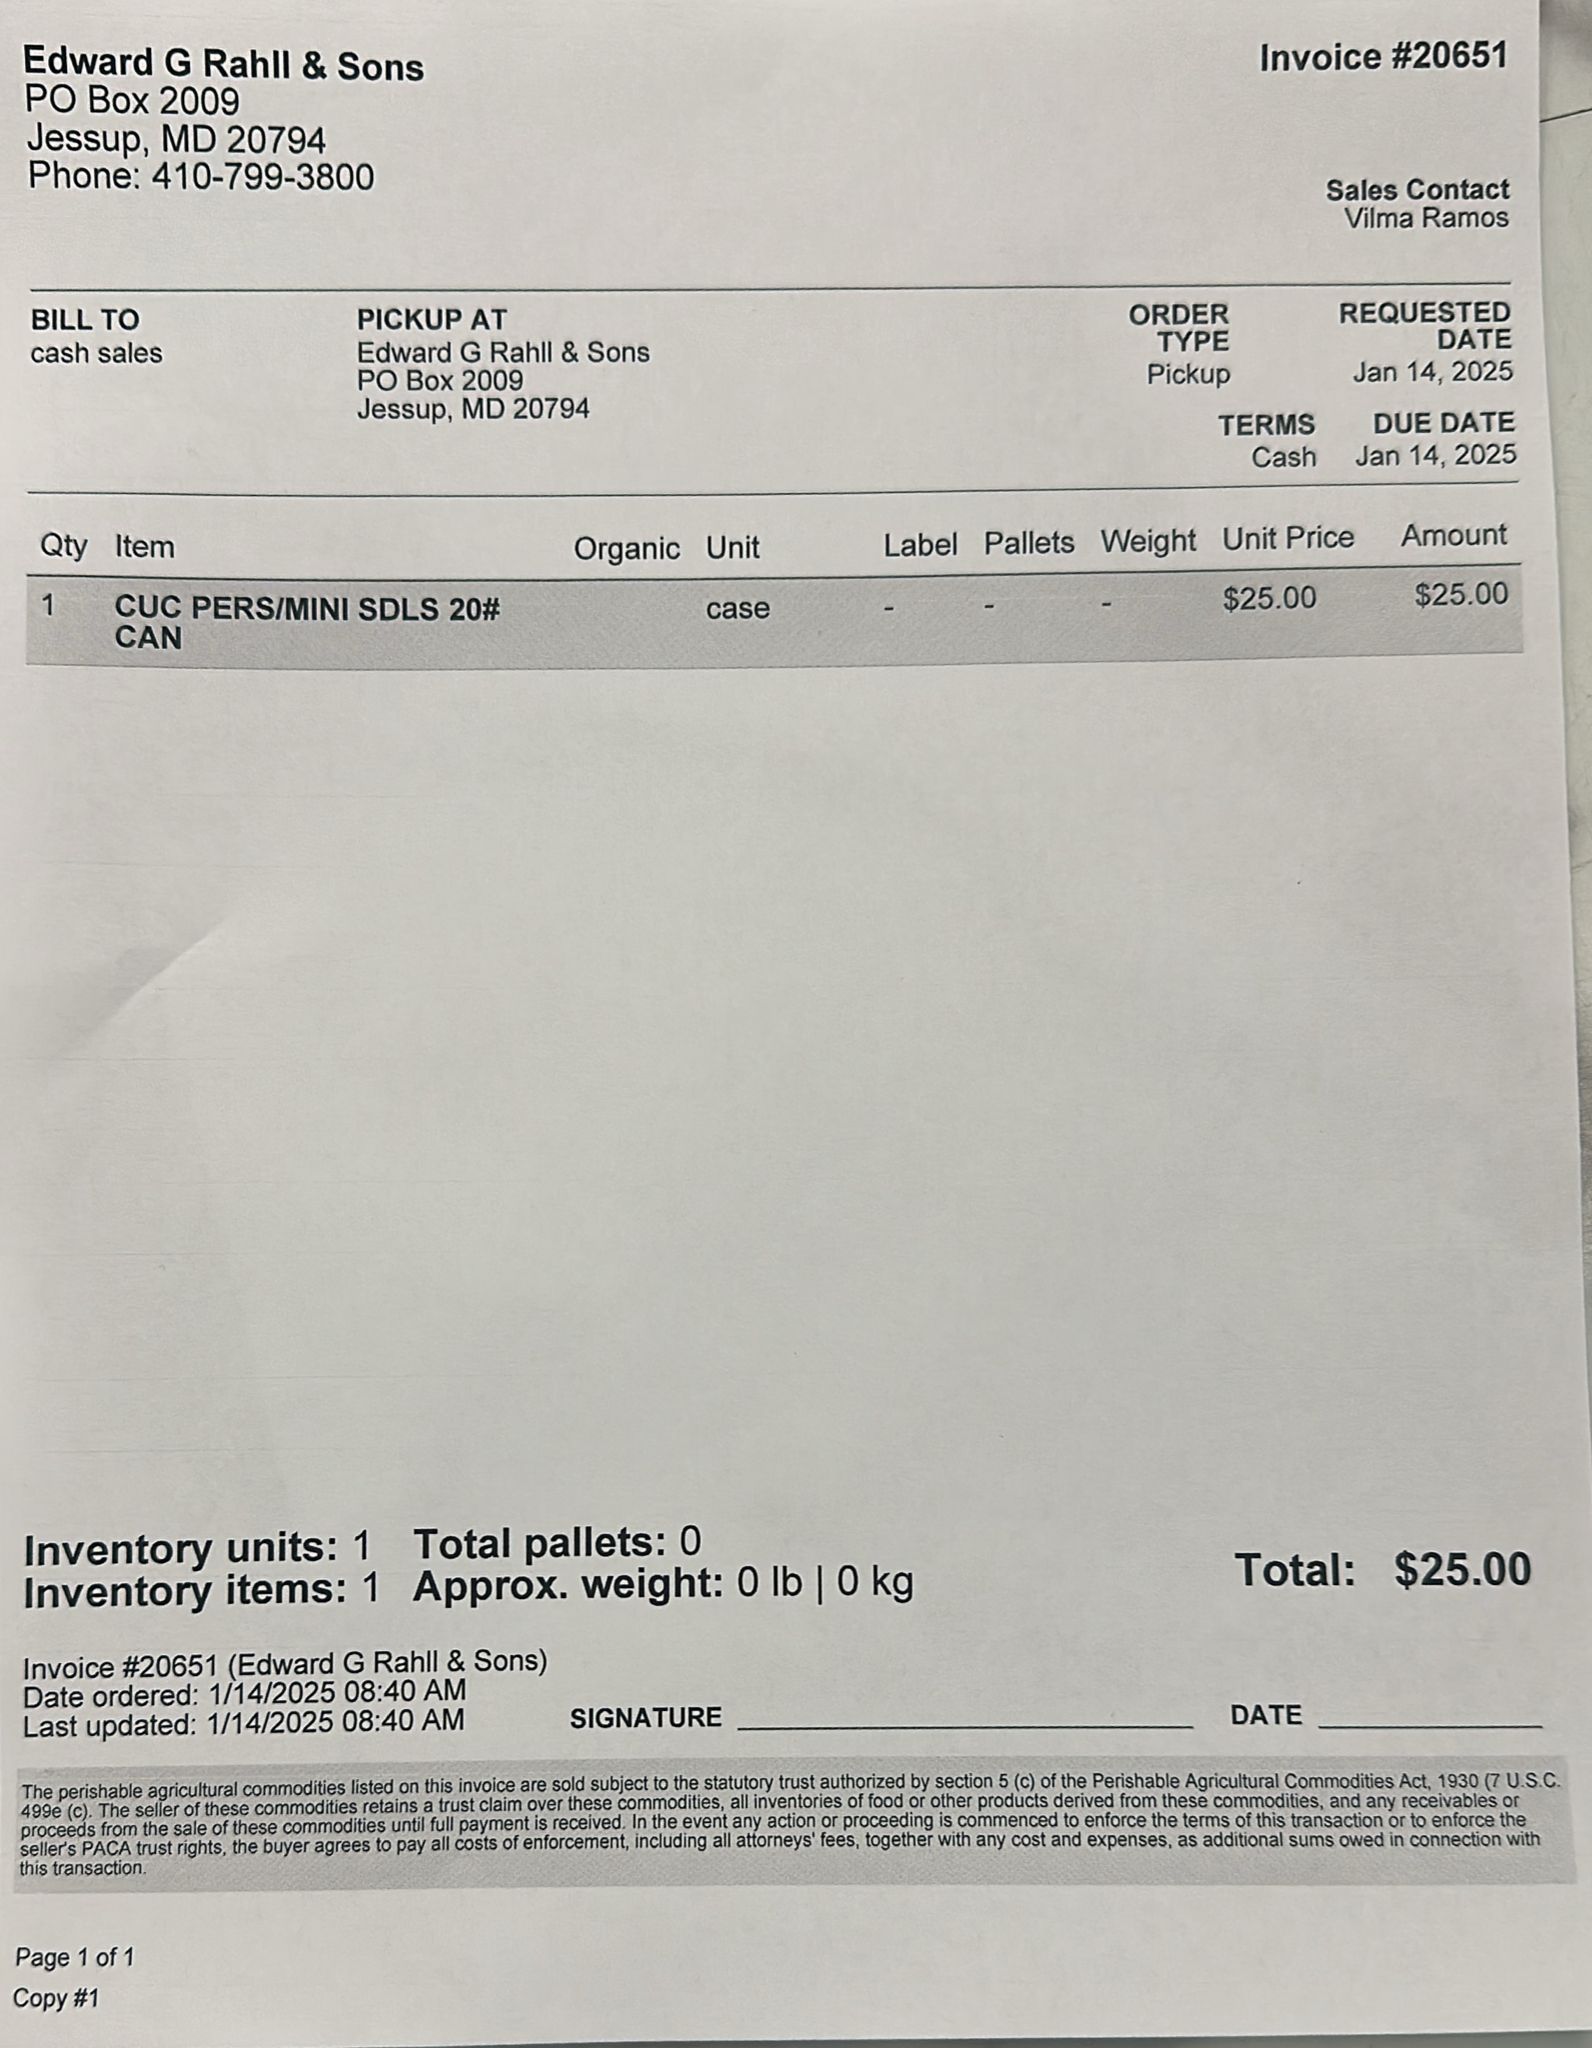 Edward G Rahll & Sons
PO Box 2009
Jessup, MD 20794
Phone: 410-799-3800
Invoice #20651
Sales Contact
Vilma Ramos
BILL TO
cash sales
PICKUP AT
Edward G Rahll & Sons
PO Box 2009
Jessup, MD 20794
ORDER
TYPE
Pickup
REQUESTED
DATE
Jan 14, 2025
TERMS
Cash
DUE DATE
Jan 14, 2025
Qty Item Organic Unit Label Pallets Weight Unit Price Amount
1 CUC PERS/MINI SDLS 20# case - - - $25.00 $25.00
CAN
Inventory units: 1 Total pallets: 0
Inventory items: 1 Approx. weight: 0 lb | 0 kg
Total: $25.00
Invoice #20651 (Edward G Rahll & Sons)
Date ordered: 1/14/2025 08:40 AM
Last updated: 1/14/2025 08:40 AM
SIGNATURE
DATE
The perishable agricultural commodities listed on this invoice are sold subject to the statutory trust authorized by section 5 (c) of the Perishable Agricultural Commodities Act, 1930 (7 U.S.C.
499e (c). The seller of these commodities retains a trust claim over these commodities, all inventories of food or other products derived from these commodities, and any receivables or
proceeds from the sale of these commodities until full payment is received. In the event any action or proceeding is commenced to enforce the terms of this transaction or to enforce the
seller's PACA trust rights, the buyer agrees to pay all costs of enforcement, including all attorneys' fees, together with any cost and expenses, as additional sums owed in connection with
this transaction.
Page 1 of 1
Copy #1